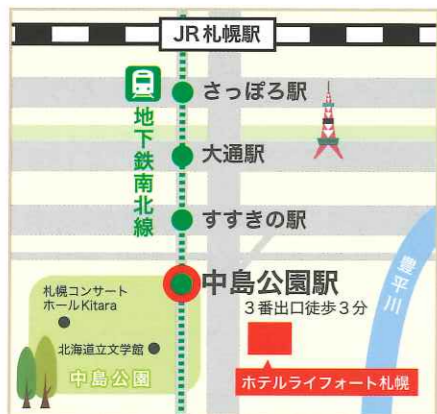 JR札幌駅
さっぽろ駅
地下鉄南北線
大通駅
すすきの駅
豊平川
中島公園駅
3番出口徒歩3分
札幌コンサート
ホールKitara
北海道立文学館
中島公園
ホテルライフォート札幌